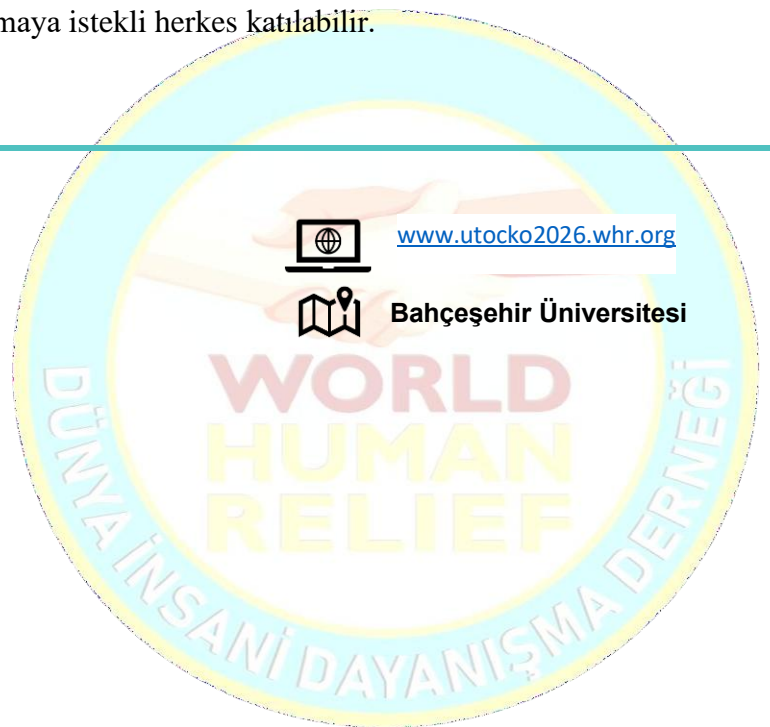 maya istekli herkes katılabilir.
www.utocko2026.whr.org
Bahçeşehir Üniversitesi
WORLD
HUMAN
RELIEF
DÜNYA İNSANİ DAYANIŞMA DERNEĞİ